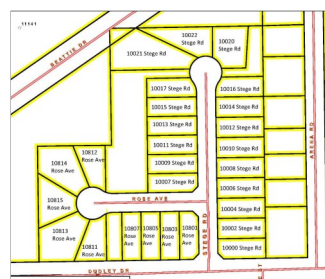 11141
BEATTIE DR
10022
Stege Rd
10020
Stege Rd
10021 Stege Rd
10017 Stege Rd
10016 Stege Rd
10015 Stege Rd
10014 Stege Rd
10013 Stege Rd
10012 Stege Rd
10011 Stege Rd
10010 Stege Rd
10009 Stege Rd
10008 Stege Rd
10007 Stege Rd
10006 Stege Rd
10004 Stege Rd
10002 Stege Rd
10000 Stege Rd
ARENA RD
10812
Rose Ave
10814
Rose Ave
10815
Rose Ave
10813
Rose Ave
10811
Rose Ave
ROSE AVE
10807
Rose Ave
10805
Rose Ave
10803
Rose Ave
10801
Rose Ave
STEGE RD
DUDLEY DR